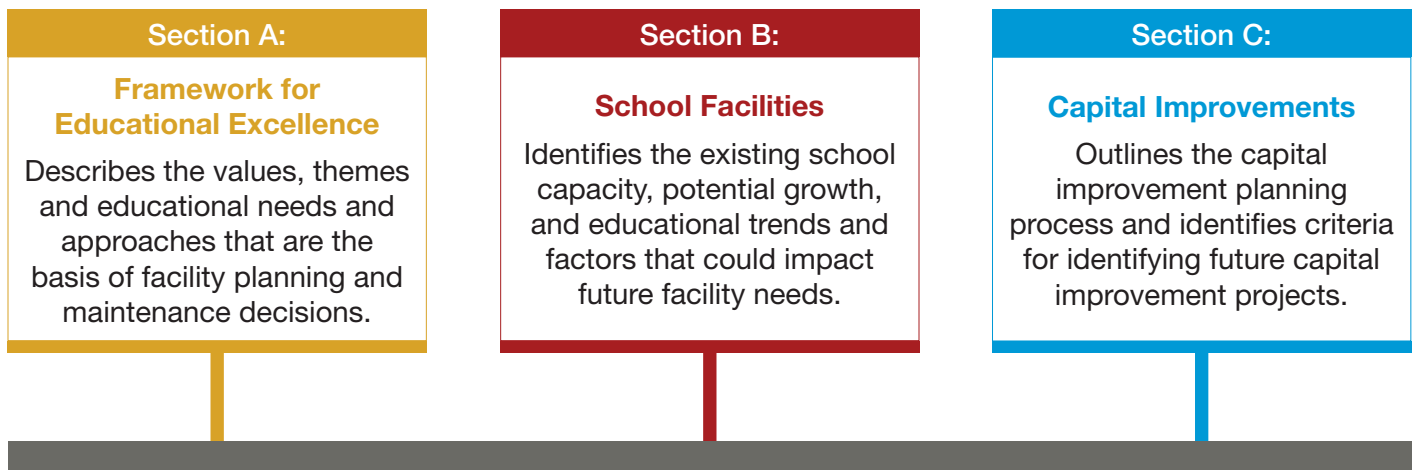 Section A:
Framework for
Educational Excellence
Describes the values, themes
and educational needs and
approaches that are the
basis of facility planning and
maintenance decisions.
Section B:
School Facilities
Identifies the existing school
capacity, potential growth,
and educational trends and
factors that could impact
future facility needs.
Section C:
Capital Improvements
Outlines the capital
improvement planning
process and identifies criteria
for identifying future capital
improvement projects.